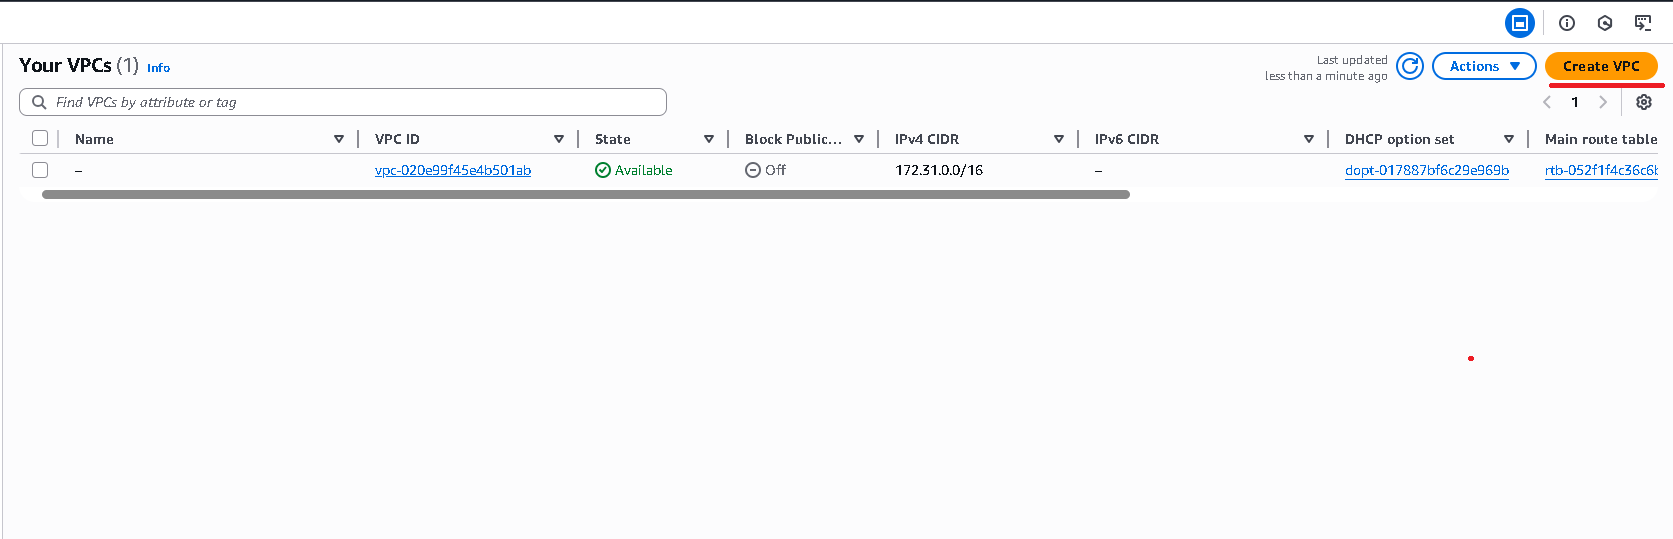 Your VPCs (1) Info
Last updated
less than a minute ago
Actions
Create VPC
Find VPCs by attribute or tag
1
Name VPC ID State Block Public... IPv4 CIDR IPv6 CIDR DHCP option set Main route table
– vpc-020e99f45e4b501ab Available Off 172.31.0.0/16 – dopt-017887bf6c29e969b rtb-052f1f4c36c6b